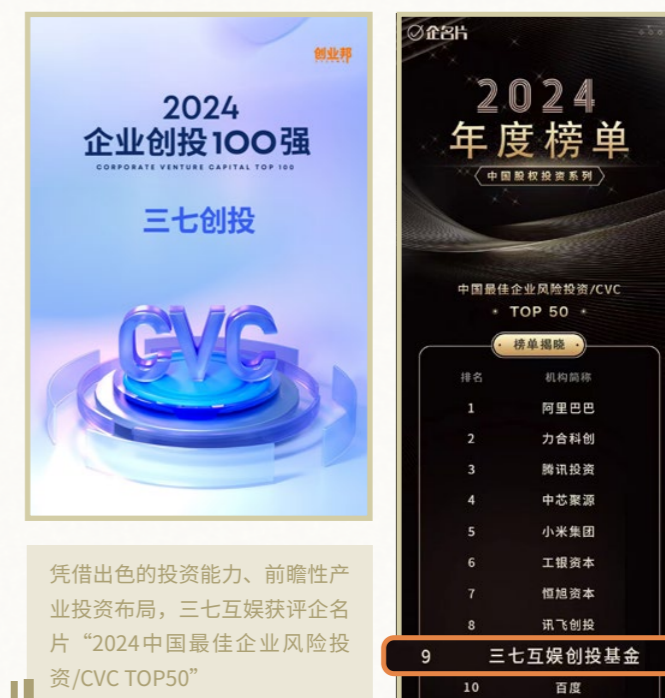 创业邦
2024
企业创投100强
CORPORATE VENTURE CAPITAL TOP 100
三七创投
CVC
凭借出色的投资能力、前瞻性产
业投资布局，三七互娱获评企名
片“2024中国最佳企业风险投
资/CVC TOP50”
企名片
2024
年度榜单
中国股权投资系列
中国最佳企业风险投资/CVC
TOP 50
榜单揭晓
排名 机构简称
1 阿里巴巴
2 力合科创
3 腾讯投资
4 中芯聚源
5 小米集团
6 工银资本
7 恒旭资本
8 讯飞创投
9 三七互娱创投基金
10 百度